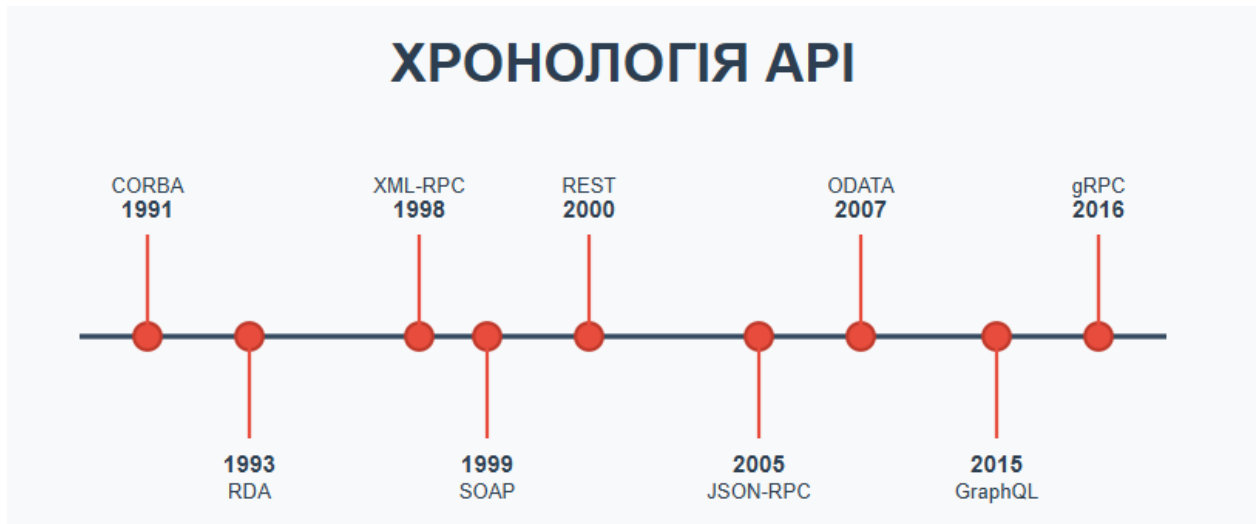 ХРОНОЛОГІЯ API
CORBA
1991
XML-RPC
1998
REST
2000
ODATA
2007
gRPC
2016
1993
RDA
1999
SOAP
2005
JSON-RPC
2015
GraphQL